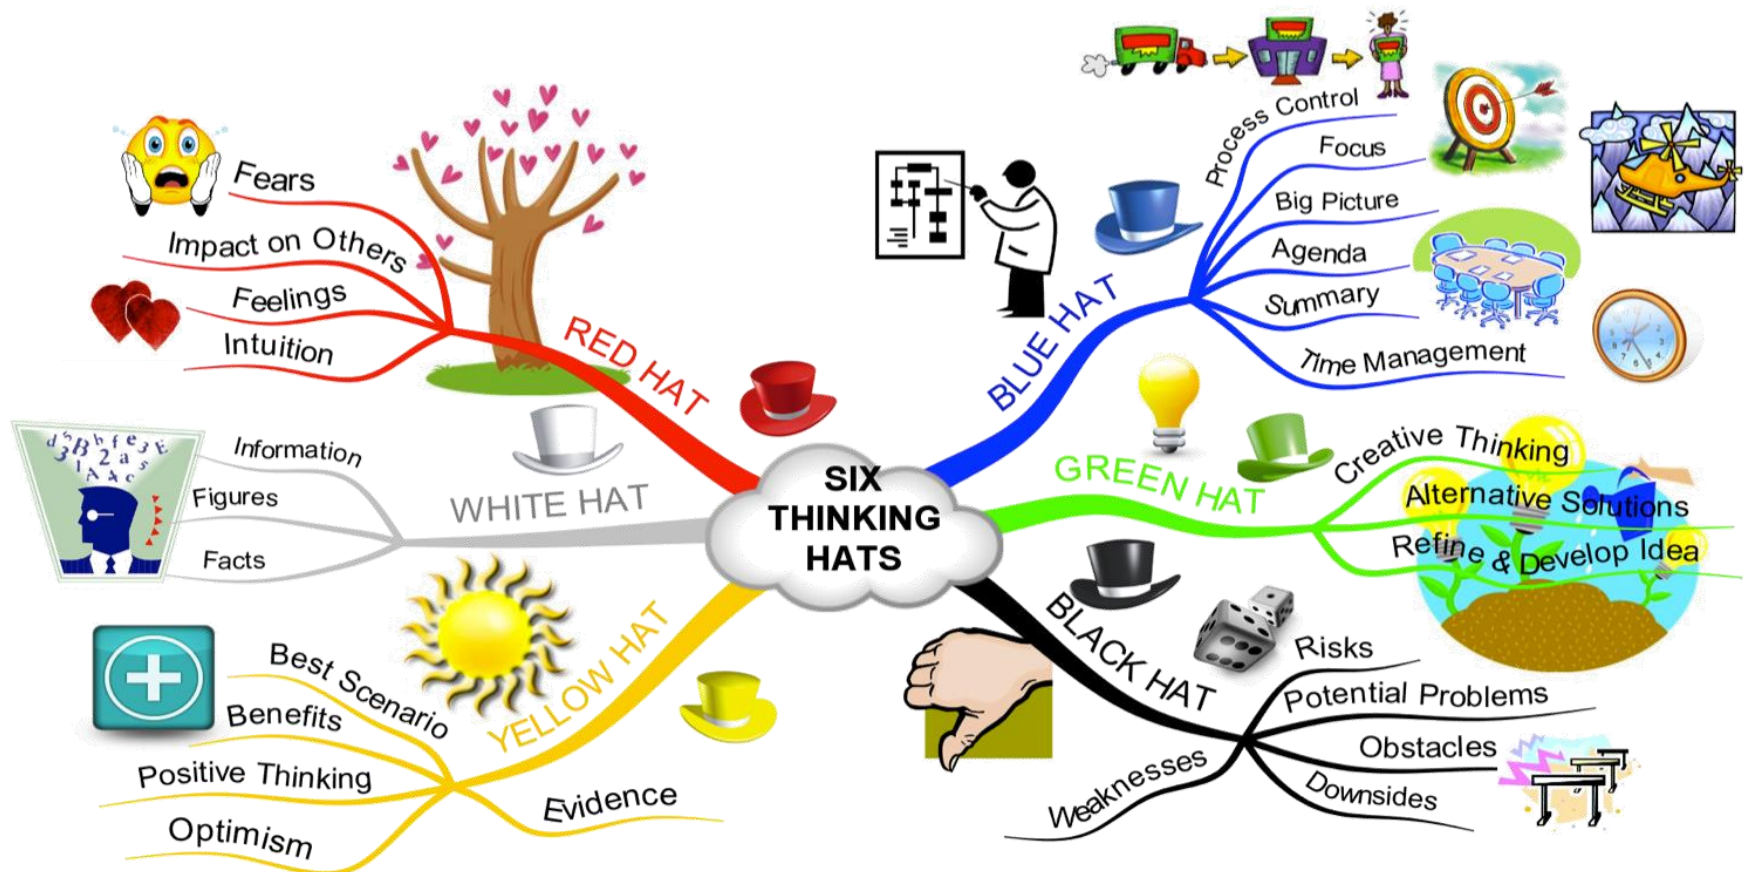 SIX
THINKING
HATS
BLUE HAT
Process Control
Focus
Big Picture
Agenda
Summary
Time Management
GREEN HAT
Creative Thinking
Alternative Solutions
Refine & Develop Idea
BLACK HAT
Risks
Potential Problems
Obstacles
Downsides
Weaknesses
YELLOW HAT
Best Scenario
Benefits
Positive Thinking
Optimism
Evidence
WHITE HAT
Information
Figures
Facts
RED HAT
Fears
Impact on Others
Feelings
Intuition